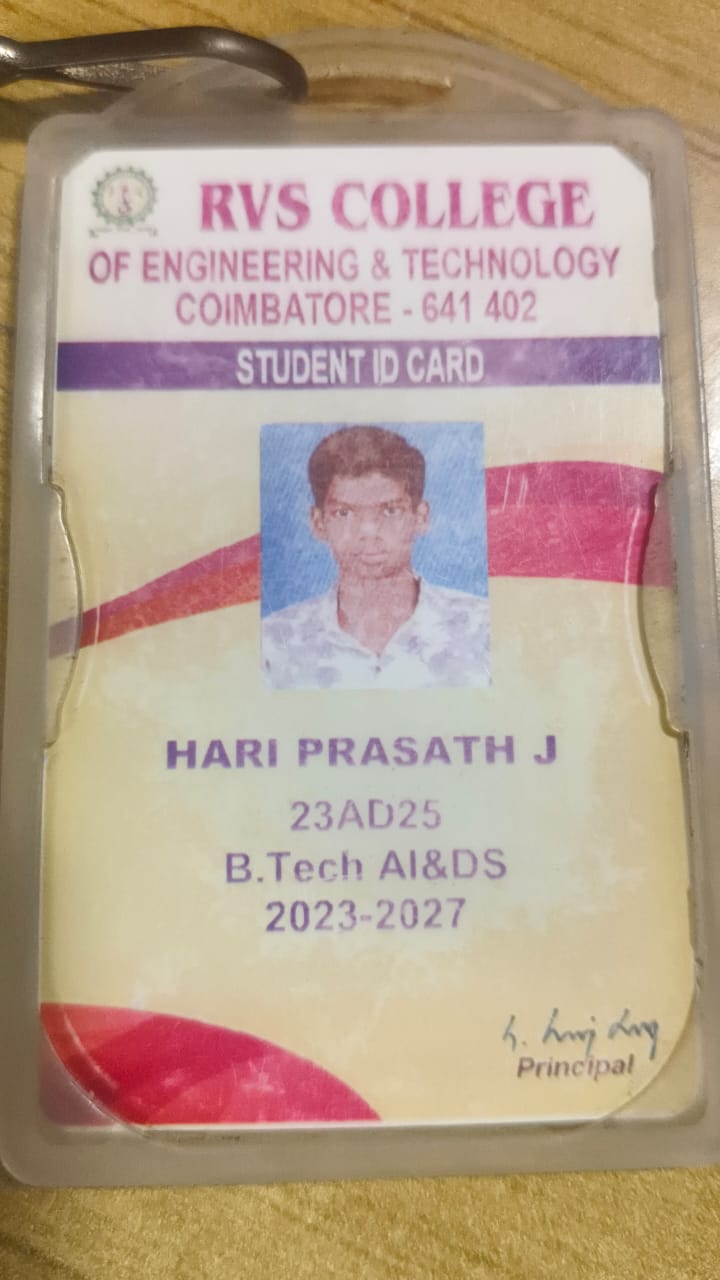 RVS COLLEGE
OF ENGINEERING & TECHNOLOGY
COIMBATORE - 641 402
STUDENT ID CARD
HARI PRASATH J
23AD25
B.Tech AI&DS
2023-2027
Principal